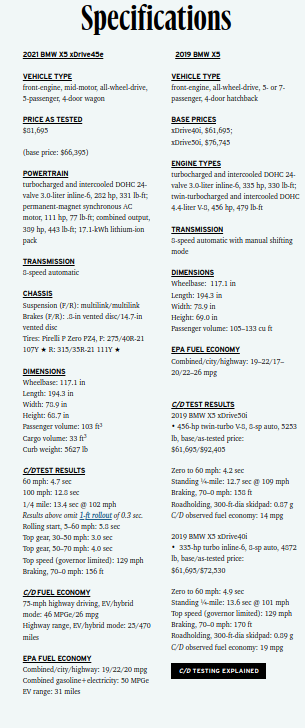 Specifications
2021 BMW X5 xDrive45e
VEHICLE TYPE
front-engine, mid-motor, all-wheel-drive,
5-passenger, 4-door wagon
PRICE AS TESTED
$81,695
(base price: $66,395)
POWERTRAIN
turbocharged and intercooled DOHC 24-
valve 3.0-liter inline-6, 282 hp, 331 lb-ft;
permanent-magnet synchronous AC
motor, 111 hp, 77 lb-ft; combined output,
389 hp, 443 lb-ft; 17.1-kWh lithium-ion
pack
TRANSMISSION
8-speed automatic
CHASSIS
Suspension (F/R): multilink/multilink
Brakes (F/R): .8-in vented disc/14.7-in
vented disc
Tires: Pirelli P Zero PZ4, F: 275/40R-21
107Y ★ R: 315/35R-21 111Y ★
DIMENSIONS
Wheelbase: 117.1 in
Length: 194.3 in
Width: 78.9 in
Height: 68.7 in
Passenger volume: 103 ft³
Cargo volume: 33 ft³
Curb weight: 5627 lb
C/D TEST RESULTS
60 mph: 4.7 sec
100 mph: 12.8 sec
1/4 mile: 13.4 sec @ 102 mph
Results above omit 1-ft rollout of 0.3 sec.
Rolling start, 5–60 mph: 5.8 sec
Top gear, 30–50 mph: 3.0 sec
Top gear, 50–70 mph: 4.0 sec
Top speed (governor limited): 129 mph
Braking, 70–0 mph: 156 ft
C/D FUEL ECONOMY
75-mph highway driving, EV/hybrid
mode: 46 MPGe/26 mpg
Highway range, EV/hybrid mode: 25/470
miles
EPA FUEL ECONOMY
Combined/city/highway: 19/22/20 mpg
Combined gasoline+electricity: 50 MPGe
EV range: 31 miles
2019 BMW X5
VEHICLE TYPE
front-engine, all-wheel-drive, 5- or 7-
passenger, 4-door hatchback
BASE PRICES
xDrive40i, $61,695;
xDrive50i, $76,745
ENGINE TYPES
turbocharged and intercooled DOHC 24-
valve 3.0-liter inline-6, 335 hp, 330 lb-ft;
twin-turbocharged and intercooled DOHC
4.4-liter V-8, 456 hp, 479 lb-ft
TRANSMISSION
8-speed automatic with manual shifting
mode
DIMENSIONS
Wheelbase: 117.1 in
Length: 194.3 in
Width: 78.9 in
Height: 69.0 in
Passenger volume: 105–133 cu ft
EPA FUEL ECONOMY
Combined/city/highway: 19–22/17–
20/22–26 mpg
C/D TEST RESULTS
2019 BMW X5 xDrive50i
• 456-hp twin-turbo V-8, 8-sp auto, 5253
lb, base/as-tested price:
$61,695/$92,405
Zero to 60 mph: 4.2 sec
Standing ¼-mile: 12.7 sec @ 109 mph
Braking, 70–0 mph: 158 ft
Roadholding, 300-ft-dia skidpad: 0.87 g
C/D observed fuel economy: 14 mpg
2019 BMW X5 xDrive40i
• 335-hp turbo inline-6, 8-sp auto, 4872
lb, base/as-tested price:
$61,695/$72,530
Zero to 60 mph: 4.9 sec
Standing ¼-mile: 13.6 sec @ 101 mph
Top speed (governor limited): 129 mph
Braking, 70–0 mph: 170 ft
Roadholding, 300-ft-dia skidpad: 0.89 g
C/D observed fuel economy: 19 mpg
C/D TESTING EXPLAINED